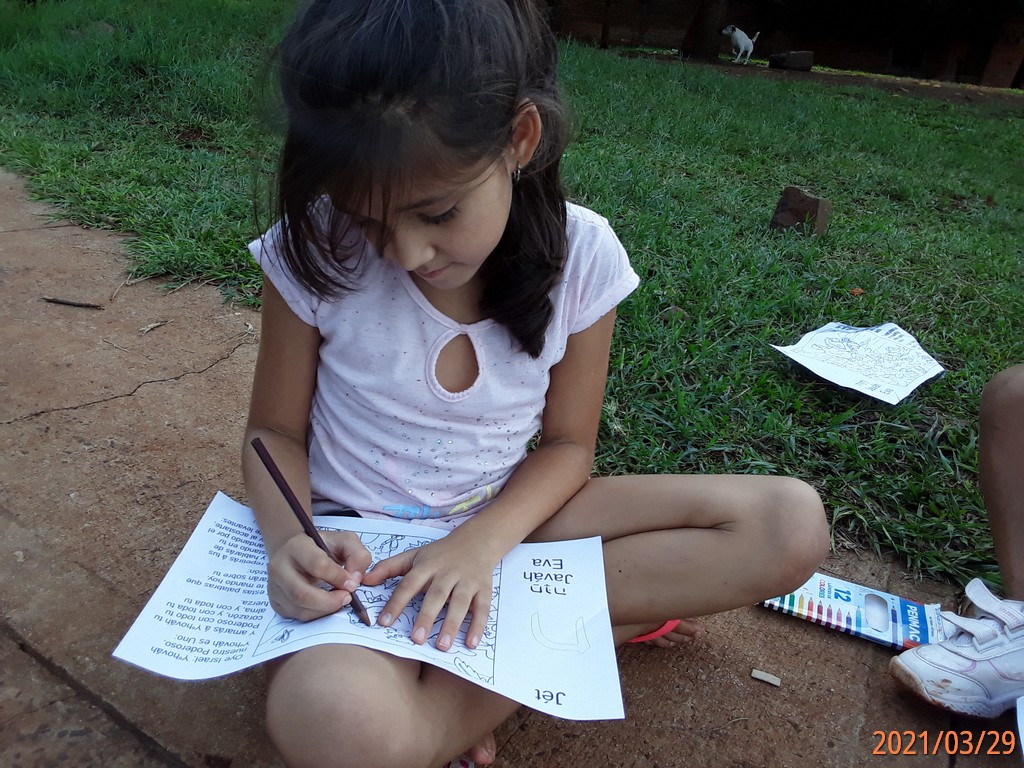 Jét
ח
חַוָּה
Javáh
Eva
Oye Israel, Yhováh
nuestro Poderoso,
Yhováh es Uno:
Y amarás á Yhováh tu
Poderoso con todo tu
corazón, y con toda tu
alma, y con toda tu
fuerza.
estas palabras que
te mando hoy,
sobre tu
repetirás á tus
y hablarás de
en tu
andando por el
al acostarte
levantes,
12
COLORES
PENMAC
2021/03/29